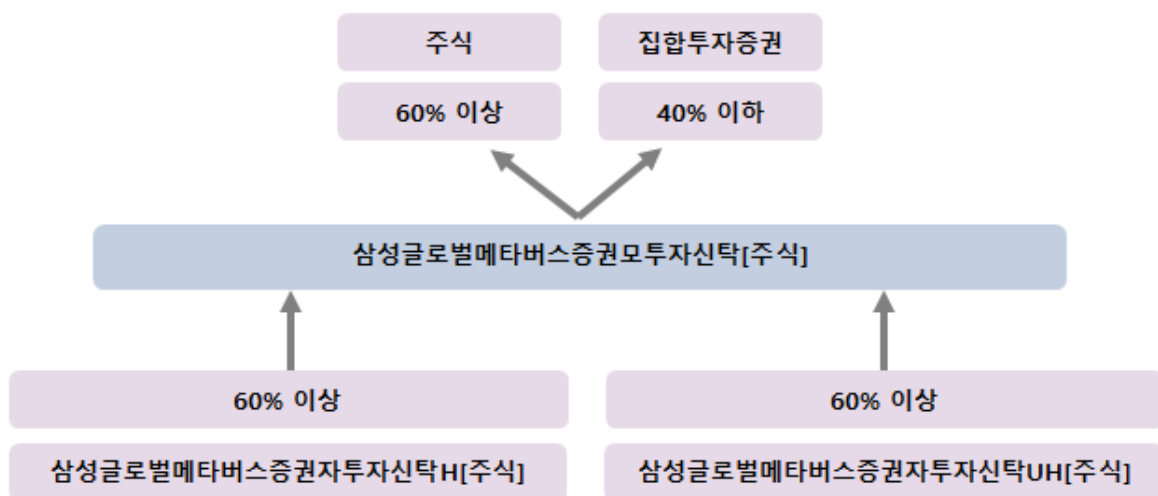 주식
집합투자증권
60% 이상
40% 이하
삼성글로벌메타버스증권모투자신탁[주식]
60% 이상
60% 이상
삼성글로벌메타버스증권자투자신탁H[주식]
삼성글로벌메타버스증권자투자신탁UH[주식]